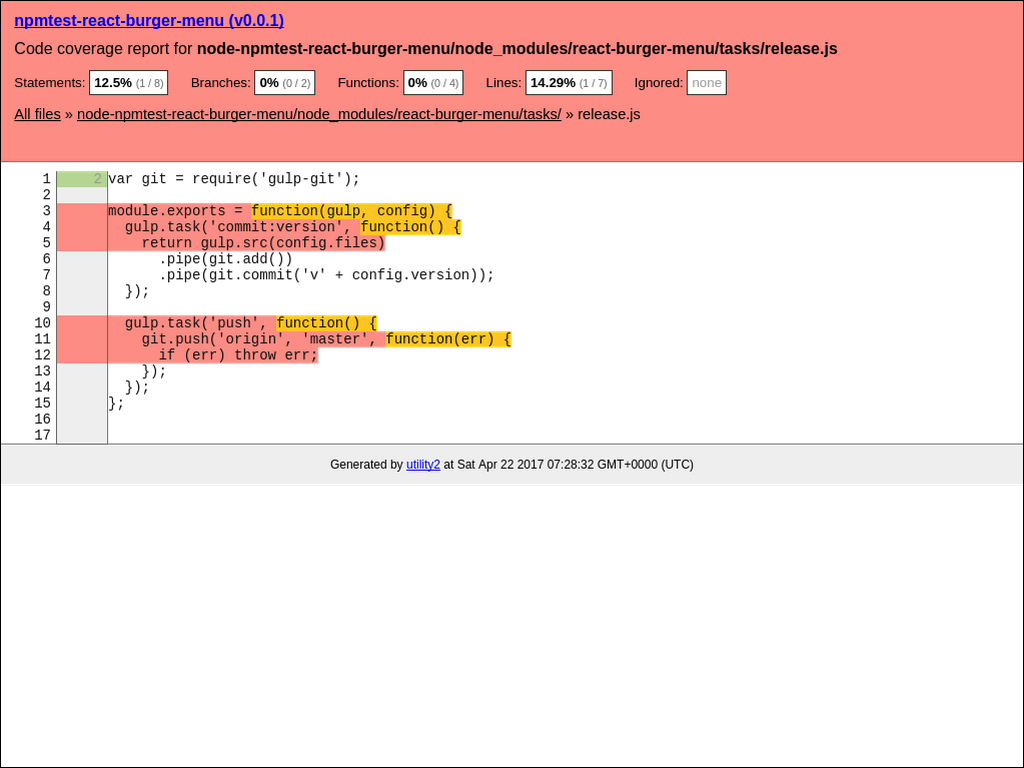 npmtest-react-burger-menu (v0.0.1)
Code coverage report for node-npmtest-react-burger-menu/node_modules/react-burger-menu/tasks/release.js
Statements: 12.5% (1 / 8) Branches: 0% (0 / 2) Functions: 0% (0 / 4) Lines: 14.29% (1 / 7) Ignored: none
All files » node-npmtest-react-burger-menu/node_modules/react-burger-menu/tasks/ » release.js
1 2 var git = require('gulp-git');
2
3 module.exports = function(gulp, config) {
4   gulp.task('commit:version', function() {
5     return gulp.src(config.files)
6       .pipe(git.add())
7       .pipe(git.commit('v' + config.version));
8   });
9
10   gulp.task('push', function() {
11     git.push('origin', 'master', function(err) {
12       if (err) throw err;
13     });
14   });
15 };
16
17
Generated by utility2 at Sat Apr 22 2017 07:28:32 GMT+0000 (UTC)